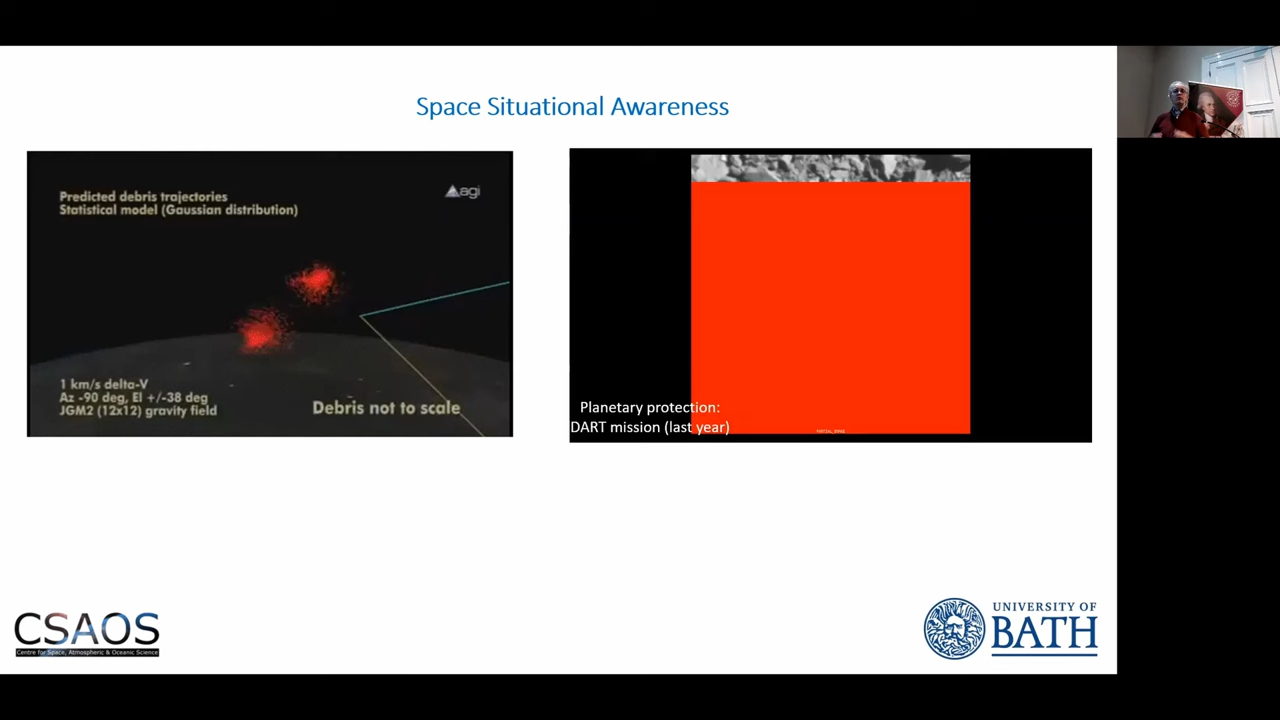 Space Situational Awareness
Predicted debris trajectories
Statistical model (Gaussian distribution)
agi
1 km/s delta-V
Az -90 deg, El +/-38 deg
JGM2 (12x12) gravity field
Debris not to scale
Planetary protection:
DART mission (last year)
CSAOS
Centre for Space, Atmospheric & Oceanic Science
UNIVERSITY OF
BATH